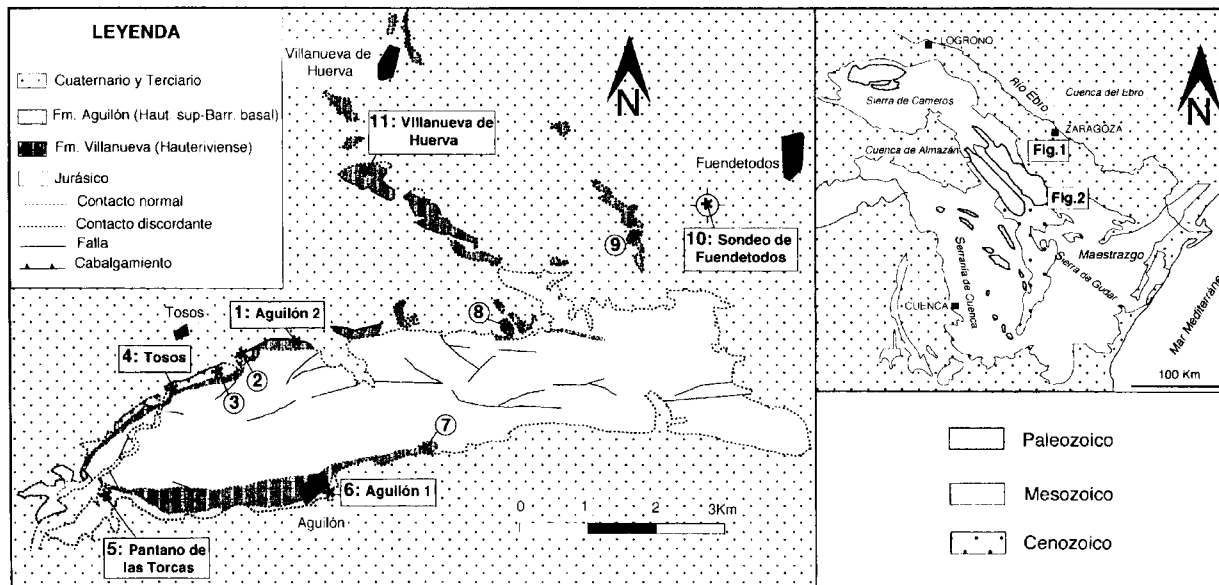 LEYENDA
Cuaternario y Terciario
Fm. Aguilón (Haut. sup-Barr. basal)
Fm. Villanueva (Hauteriviense)
Jurásico
Contacto normal
Contacto discordante
Falla
Cabalgamiento
Villanueva de
Huerva
N
11: Villanueva de
Huerva
Fuendetodos
9
10: Sondeo de
Fuendetodos
Tosos
1: Aguilón 2
8
4: Tosos
2
3
7
6: Aguilón 1
Aguilón
5: Pantano de
las Torcas
0 1 2 3Km
LOGROÑO
N
Río Ebro
Cuenca del Ebro
Sierra de Cameros
ZARAGOZA
Cuenca de Almazán
Fig.1
Fig.2
Maestrazgo
Serranía de Cuenca
Sierra de Gudar
CUENCA
Mar Mediterráneo
100 Km
Paleozoico
Mesozoico
Cenozoico